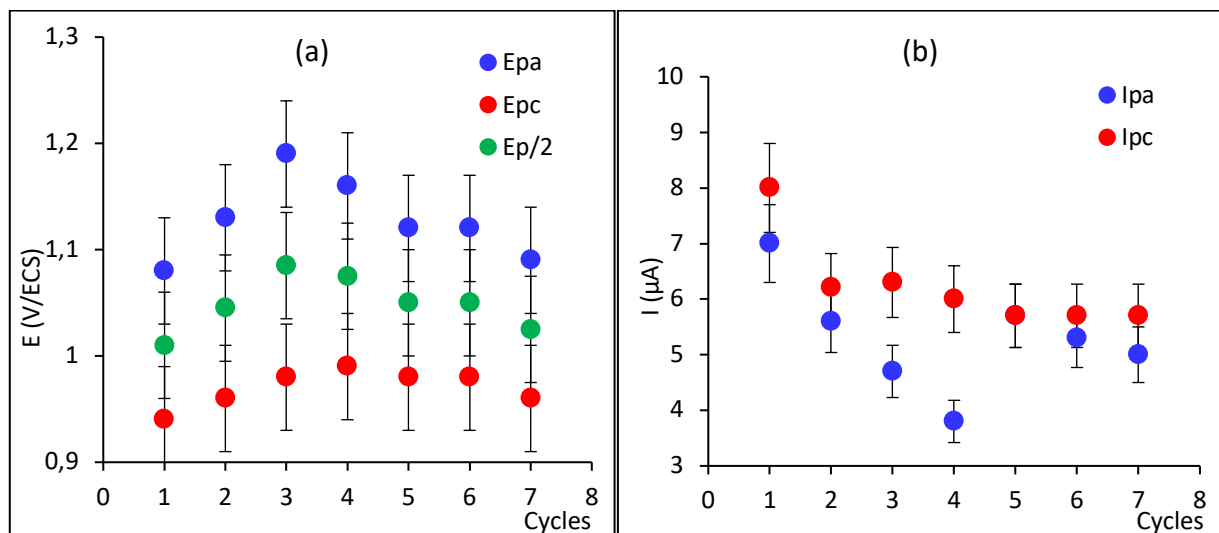 (a)
Epa
Epc
Ep/2
E (V/ECS)
1,3
1,2
1,1
1
0,9
0 1 2 3 4 5 6 7 8
Cycles
(b)
Ipa
Ipc
I (µA)
10
9
8
7
6
5
4
3
0 1 2 3 4 5 6 7 8
Cycles